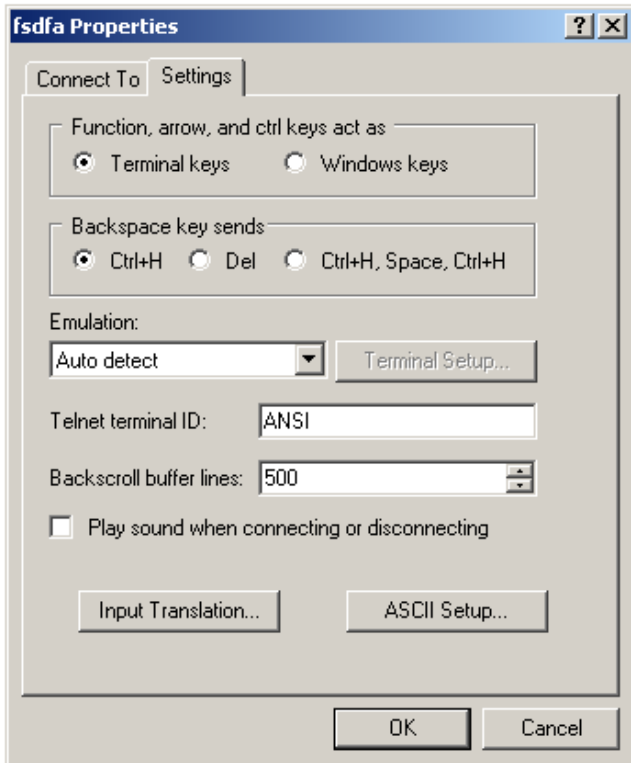 fsdfa Properties
Connect To Settings
Function, arrow, and ctrl keys act as
Terminal keys Windows keys
Backspace key sends
Ctrl+H Del Ctrl+H, Space, Ctrl+H
Emulation:
Auto detect Terminal Setup...
Telnet terminal ID: ANSI
Backscroll buffer lines: 500
Play sound when connecting or disconnecting
Input Translation... ASCII Setup...
OK Cancel